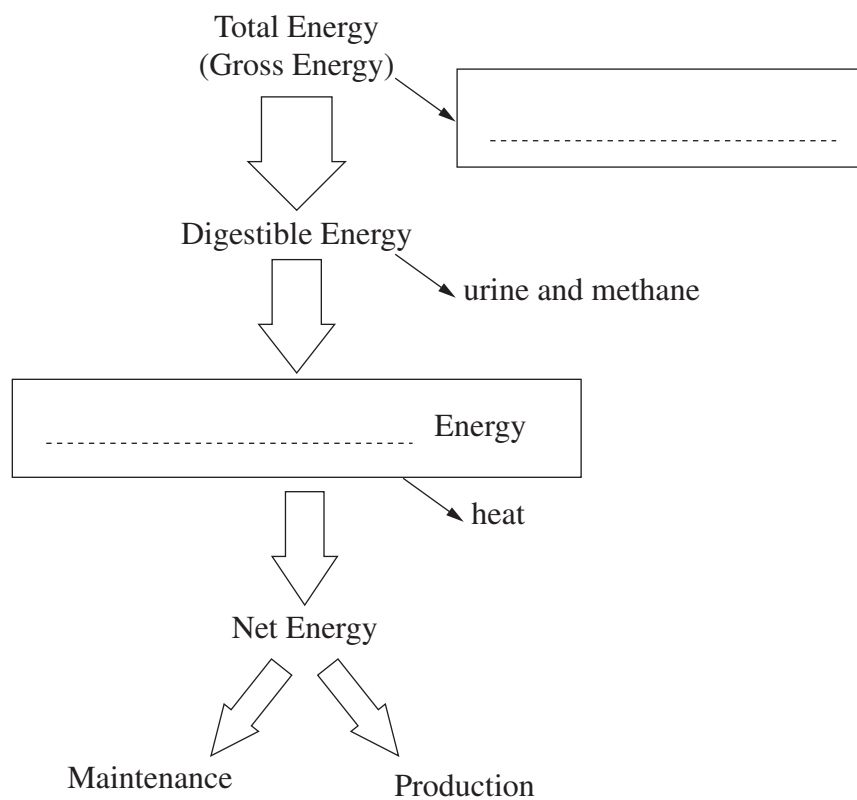 Total Energy
(Gross Energy)
Digestible Energy
urine and methane
Energy
heat
Net Energy
Maintenance
Production